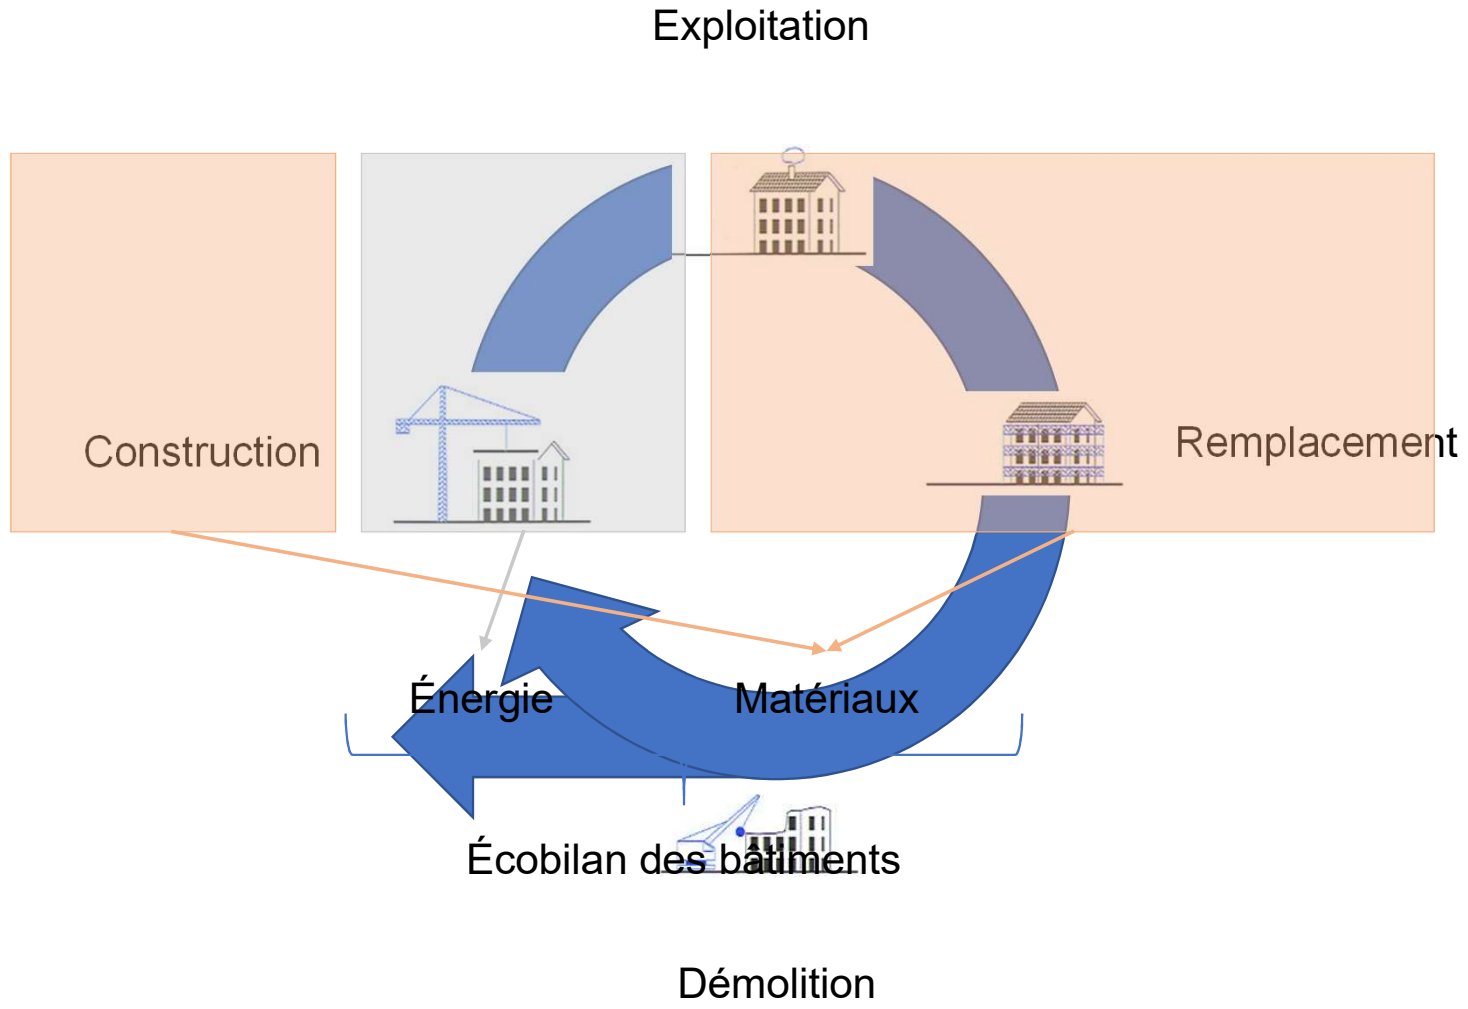 Exploitation
Construction
Remplacement
Énergie
Matériaux
Écobilan des bâtiments
Démolition